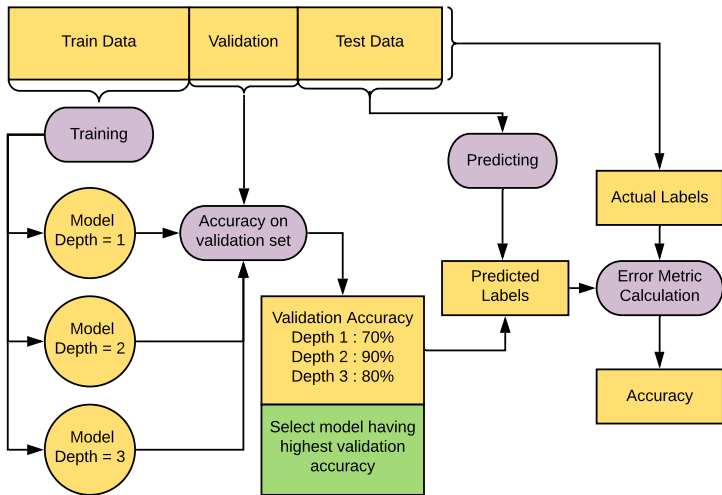 Train Data
Validation
Test Data
Training
Predicting
Model
Depth = 1
Accuracy on
validation set
Actual Labels
Model
Depth = 2
Validation Accuracy
Depth 1 : 70%
Depth 2 : 90%
Depth 3 : 80%
Predicted
Labels
Error Metric
Calculation
Model
Depth = 3
Select model having
highest validation
accuracy
Accuracy